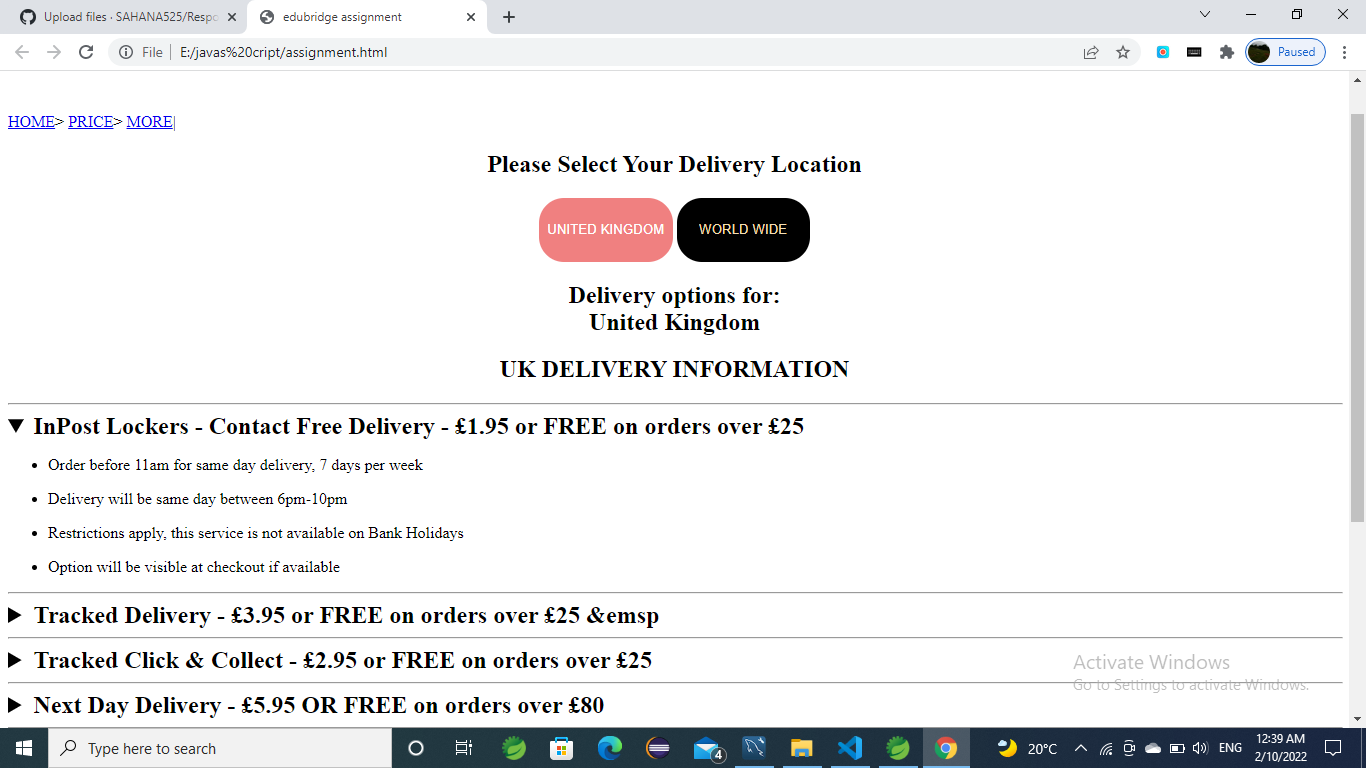 Upload files · SAHANA525/Respo
edubridge assignment
File
E:/javas%20cript/assignment.html
Paused
HOME> PRICE> MORE|
Please Select Your Delivery Location
UNITED KINGDOM
WORLD WIDE
Delivery options for:
United Kingdom
UK DELIVERY INFORMATION
InPost Lockers - Contact Free Delivery - £1.95 or FREE on orders over £25
• Order before 11am for same day delivery, 7 days per week
• Delivery will be same day between 6pm-10pm
• Restrictions apply, this service is not available on Bank Holidays
• Option will be visible at checkout if available
Tracked Delivery - £3.95 or FREE on orders over £25 &emsp
Tracked Click & Collect - £2.95 or FREE on orders over £25
Next Day Delivery - £5.95 OR FREE on orders over £80
Activate Windows
Go to Settings to activate Windows.
Type here to search
4
20°C
ENG
12:39 AM
2/10/2022